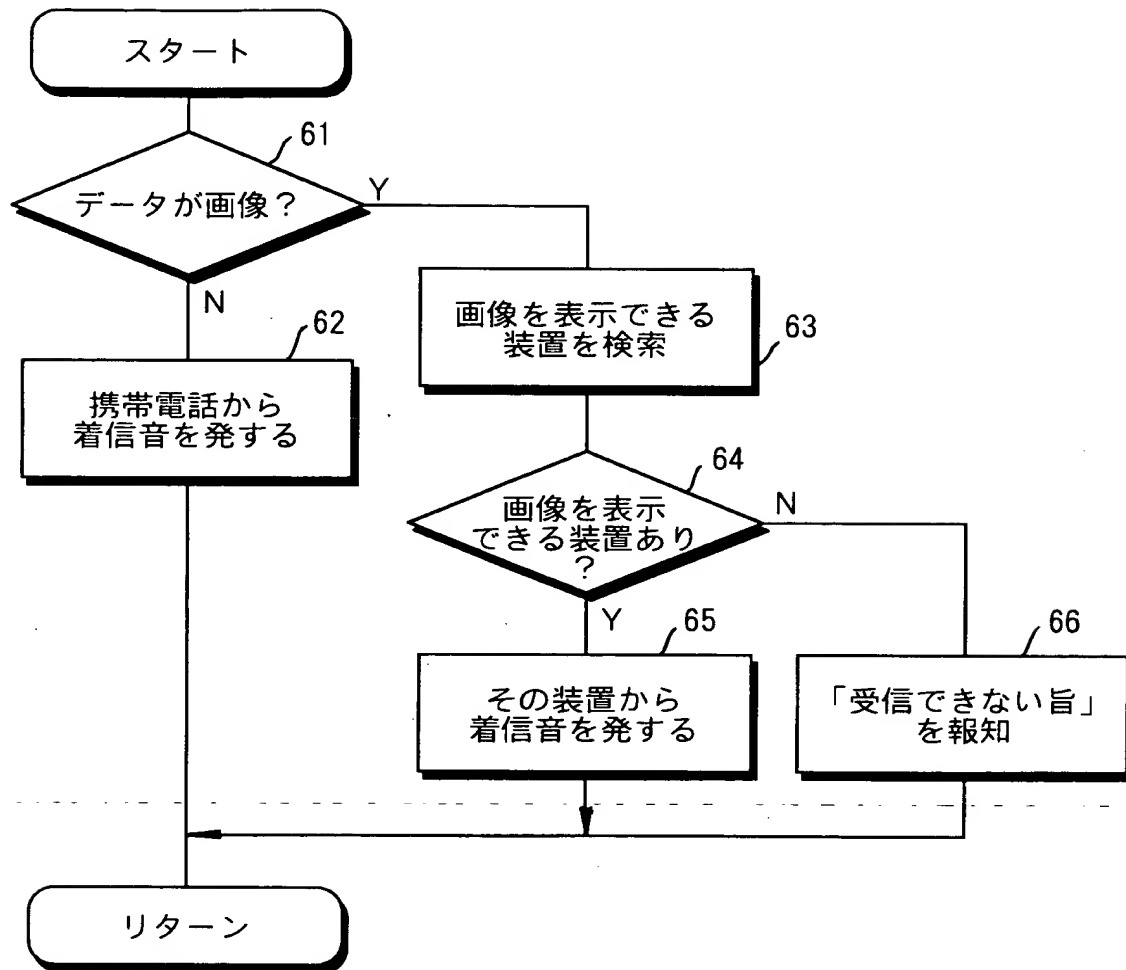 スタート
61
データが画像?
Y
N
62
携帯電話から
着信音を発する
画像を表示できる
装置を検索
63
64
画像を表示
できる装置あり
?
N
Y
65
その装置から
着信音を発する
66
「受信できない旨」
を報知
リターン